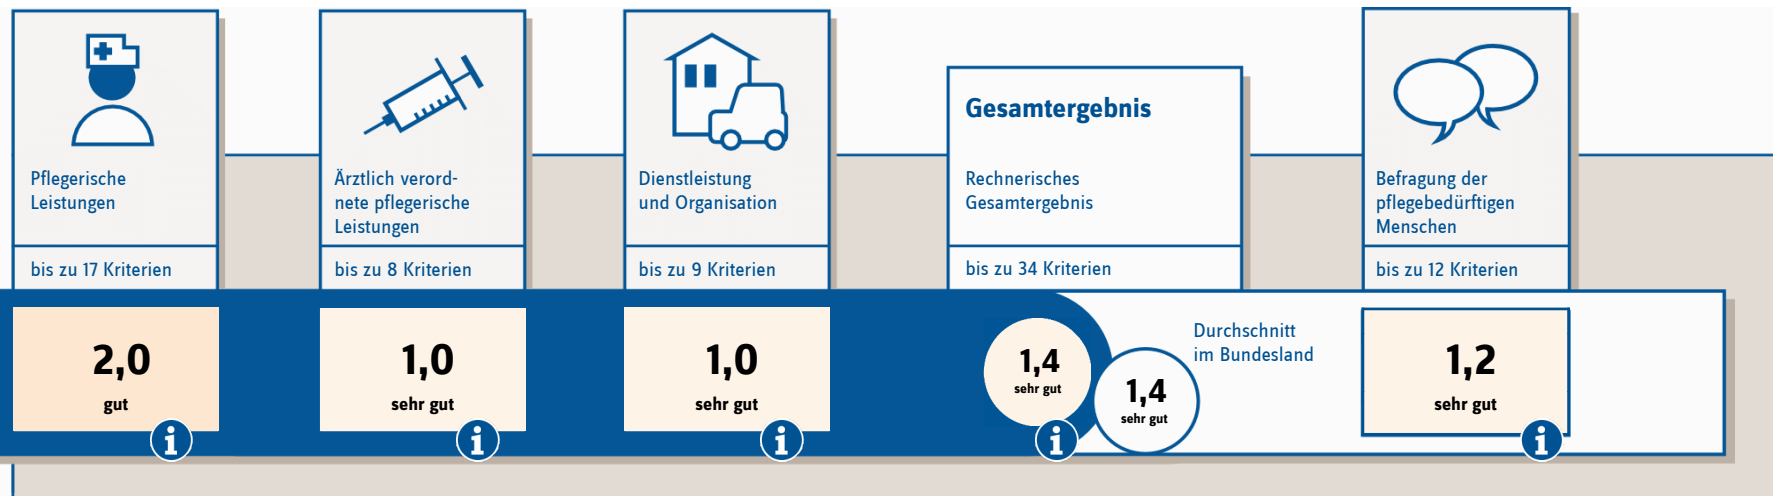 Pflegerische
Leistungen
bis zu 17 Kriterien
2,0
gut
i
Ärztlich verord-
nete pflegerische
Leistungen
bis zu 8 Kriterien
1,0
sehr gut
i
Dienstleistung
und Organisation
bis zu 9 Kriterien
1,0
sehr gut
i
Gesamtergebnis
Rechnerisches
Gesamtergebnis
bis zu 34 Kriterien
1,4
sehr gut
i
1,4
sehr gut
Durchschnitt
im Bundesland
Befragung der
pflegebedürftigen
Menschen
bis zu 12 Kriterien
1,2
sehr gut
i